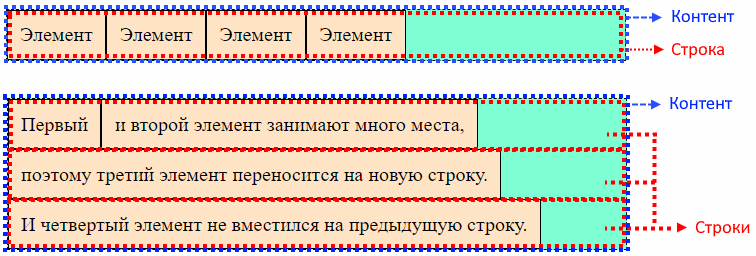 Элемент Элемент Элемент Элемент
Контент
Строка
Контент
Первый и второй элемент занимают много места,
поэтому третий элемент переносится на новую строку.
И четвертый элемент не вместился на предыдущую строку.
Строки